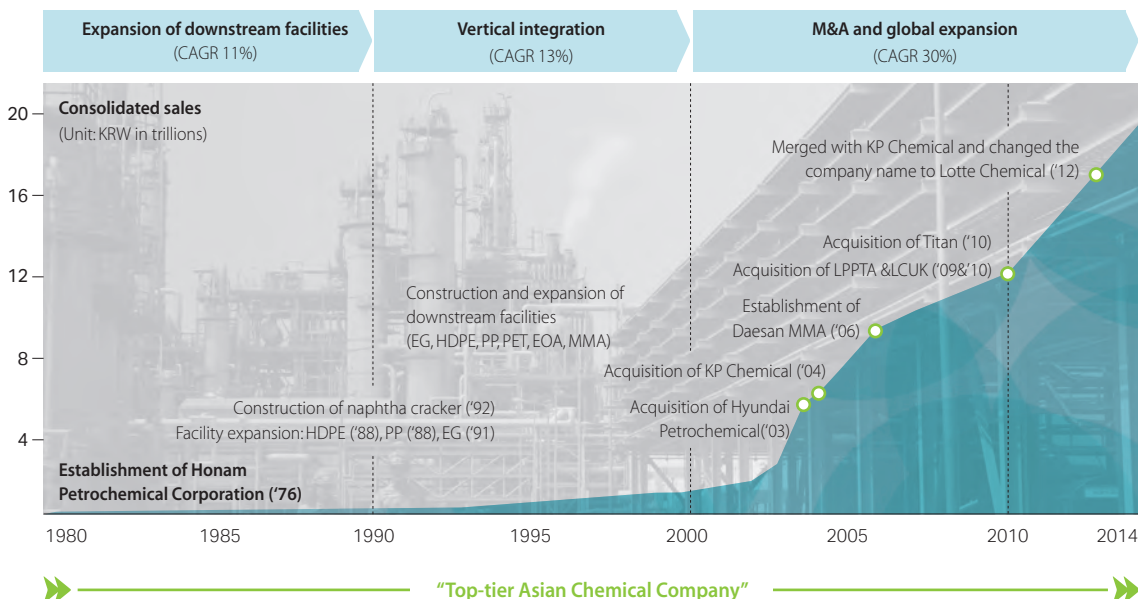 Expansion of downstream facilities
(CAGR 11%)
Vertical integration
(CAGR 13%)
M&A and global expansion
(CAGR 30%)
Consolidated sales
(Unit: KRW in trillions)
20
16
12
8
4
Merged with KP Chemical and changed the
company name to Lotte Chemical ('12)
Acquisition of Titan ('10)
Acquisition of LPPTA &LCUK ('09&'10)
Construction and expansion of
downstream facilities
(EG, HDPE, PP, PET, EOA, MMA)
Establishment of
Daesan MMA ('06)
Acquisition of KP Chemical ('04)
Acquisition of Hyundai
Petrochemical('03)
Construction of naphtha cracker ('92)
Facility expansion: HDPE ('88), PP ('88), EG ('91)
Establishment of Honam
Petrochemical Corporation ('76)
1980 1985 1990 1995 2000 2005 2010 2014
"Top-tier Asian Chemical Company"